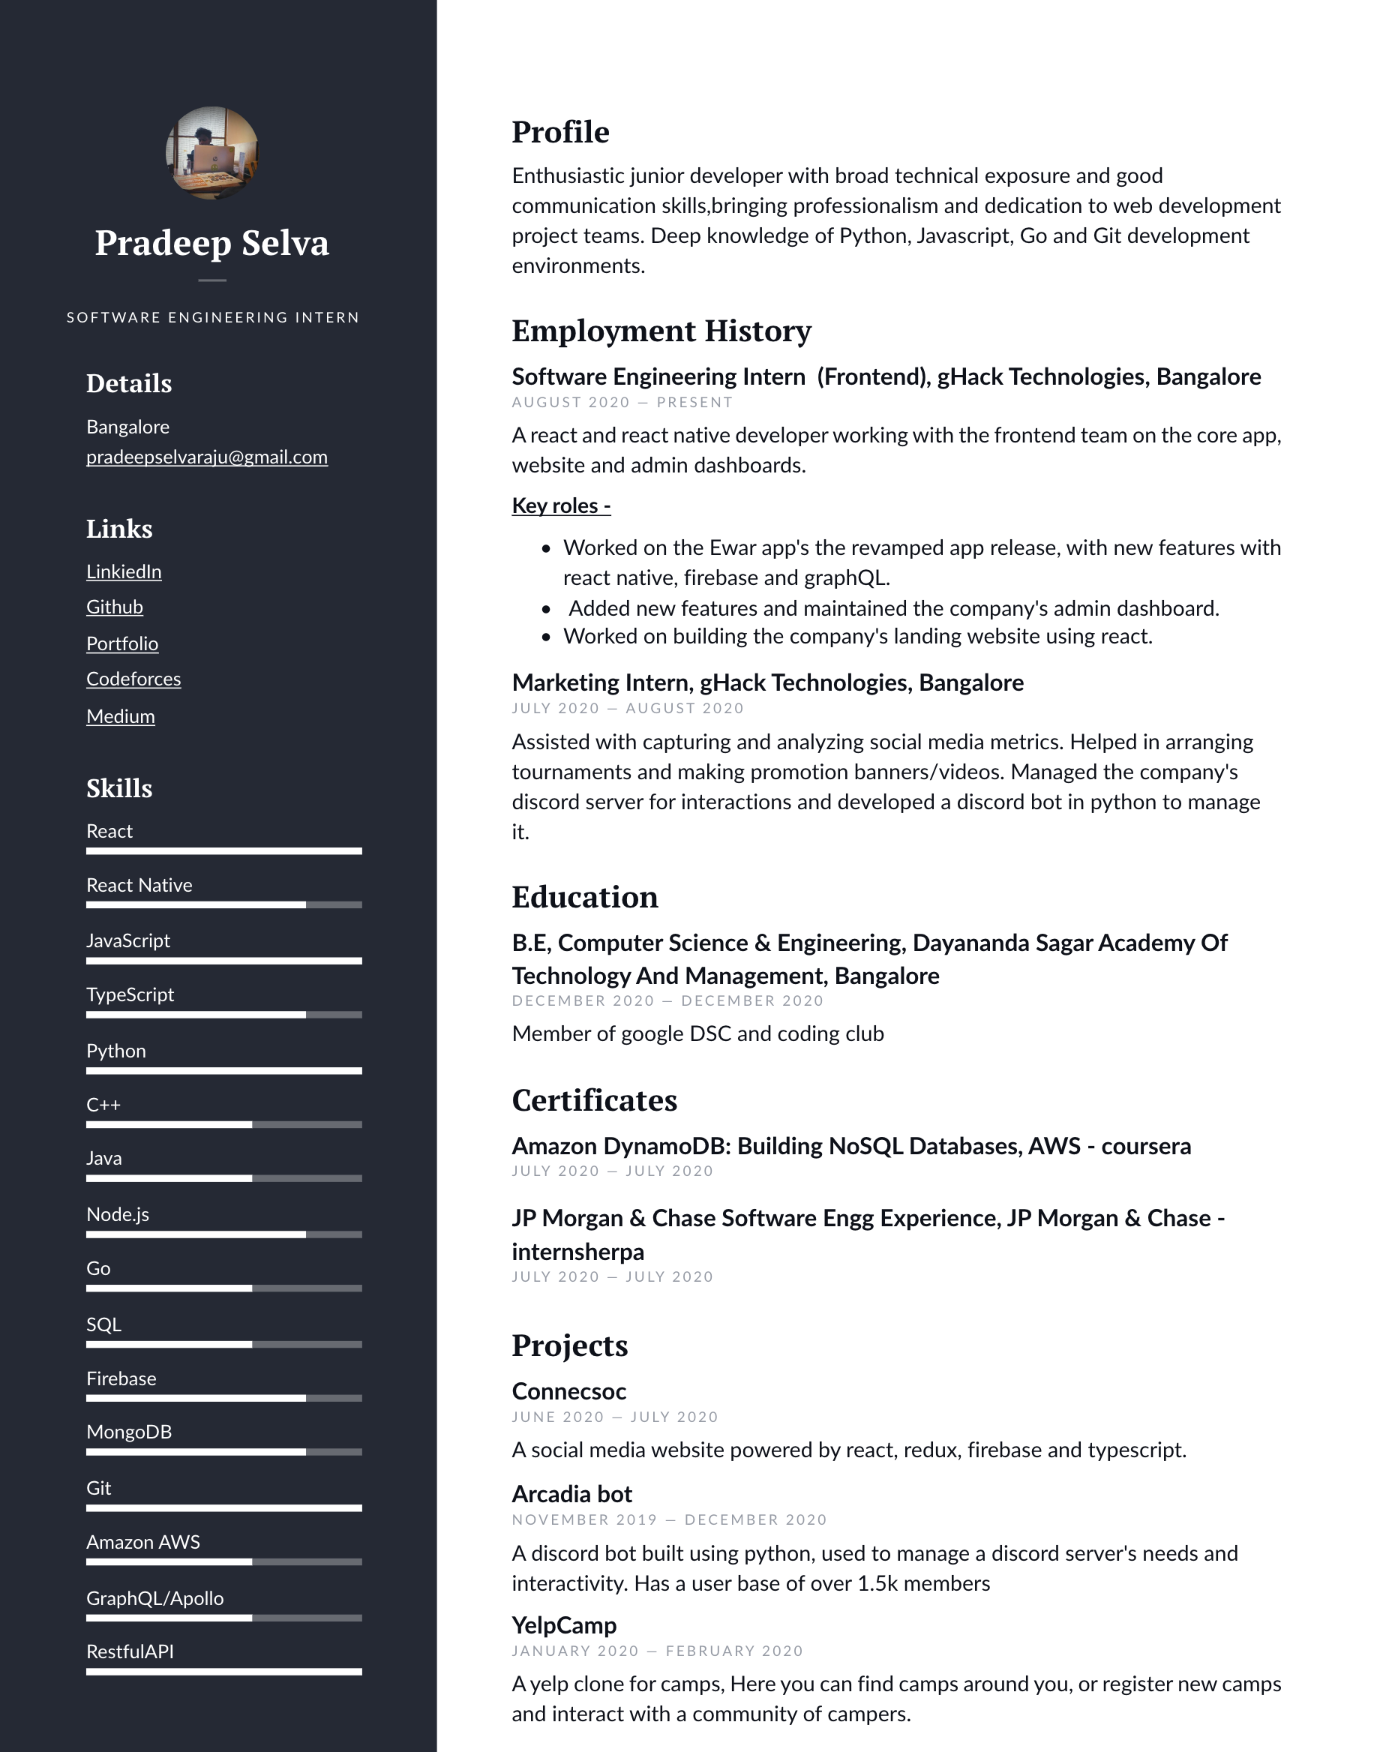 Pradeep Selva
SOFTWARE ENGINEERING INTERN
Details
Bangalore
pradeepselvaraju@gmail.com
Links
LinkiedIn
Github
Portfolio
Codeforces
Medium
Skills
React
React Native
JavaScript
TypeScript
Python
C++
Java
Node.js
Go
SQL
Firebase
MongoDB
Git
Amazon AWS
GraphQL/Apollo
RestfulAPI
Profile
Enthusiastic junior developer with broad technical exposure and good
communication skills,bringing professionalism and dedication to web development
project teams. Deep knowledge of Python, Javascript, Go and Git development
environments.
Employment History
Software Engineering Intern  (Frontend), gHack Technologies, Bangalore
AUGUST 2020 — PRESENT
A react and react native developer working with the frontend team on the core app,
website and admin dashboards.
Key roles -
• Worked on the Ewar app's the revamped app release, with new features with
react native, firebase and graphQL.
• Added new features and maintained the company's admin dashboard.
• Worked on building the company's landing website using react.
Marketing Intern, gHack Technologies, Bangalore
JULY 2020 — AUGUST 2020
Assisted with capturing and analyzing social media metrics. Helped in arranging
tournaments and making promotion banners/videos. Managed the company's
discord server for interactions and developed a discord bot in python to manage
it.
Education
B.E, Computer Science & Engineering, Dayananda Sagar Academy Of
Technology And Management, Bangalore
DECEMBER 2020 — DECEMBER 2020
Member of google DSC and coding club
Certificates
Amazon DynamoDB: Building NoSQL Databases, AWS - coursera
JULY 2020 — JULY 2020
JP Morgan & Chase Software Engg Experience, JP Morgan & Chase -
internsherpa
JULY 2020 — JULY 2020
Projects
Connecsoc
JUNE 2020 — JULY 2020
A social media website powered by react, redux, firebase and typescript.
Arcadia bot
NOVEMBER 2019 — DECEMBER 2020
A discord bot built using python, used to manage a discord server's needs and
interactivity. Has a user base of over 1.5k members
YelpCamp
JANUARY 2020 — FEBRUARY 2020
A yelp clone for camps, Here you can find camps around you, or register new camps
and interact with a community of campers.